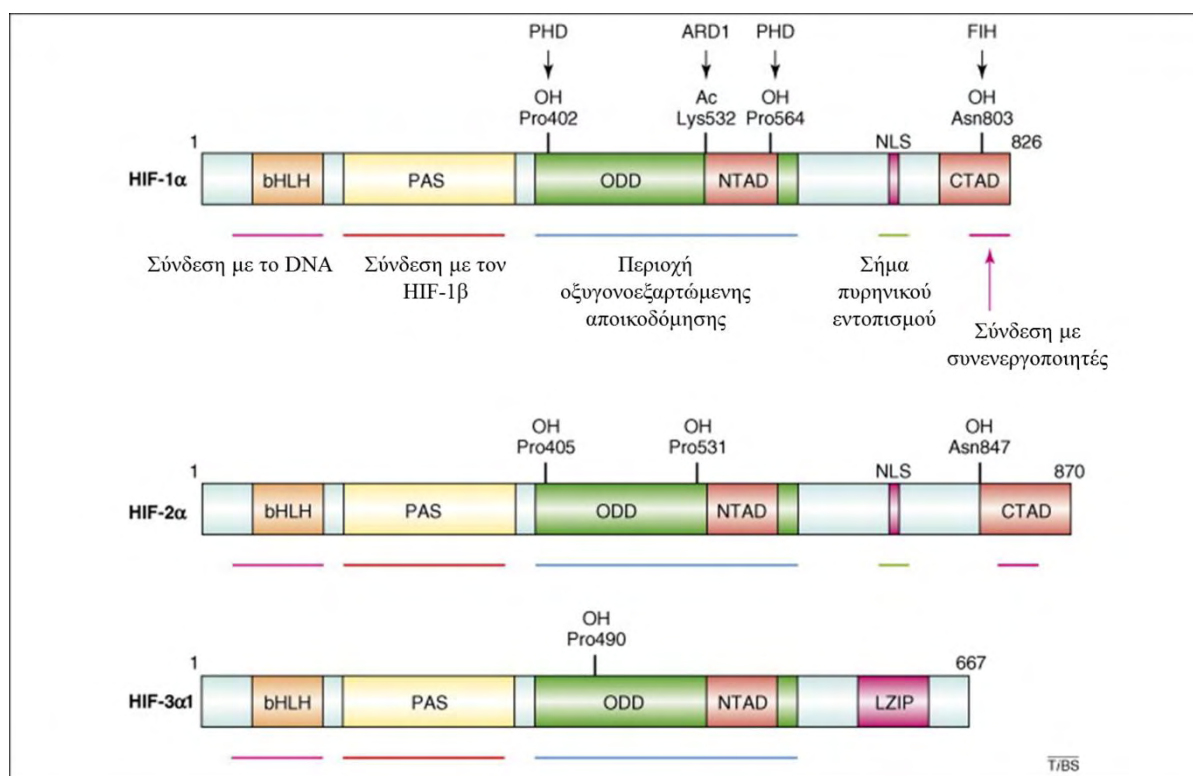 PHD ARD1 PHD FIH
OH Ac OH OH
Pro402 Lys532 Pro564 Asn803
1 NLS 826
HIF-1α bHLH PAS ODD NTAD CTAD
Σύνδεση με το DNA
Σύνδεση με τον
HIF-1β
Περιοχή
οξυγονοεξαρτώμενης
αποικοδόμησης
Σήμα
πυρηνικού
εντοπισμού
Σύνδεση με
συνενεργοποιητές
OH OH OH
Pro405 Pro531 Asn847
1 NLS 870
HIF-2α bHLH PAS ODD NTAD CTAD
OH
Pro490
1 667
HIF-3α1 bHLH PAS ODD NTAD LZIP
TiBS